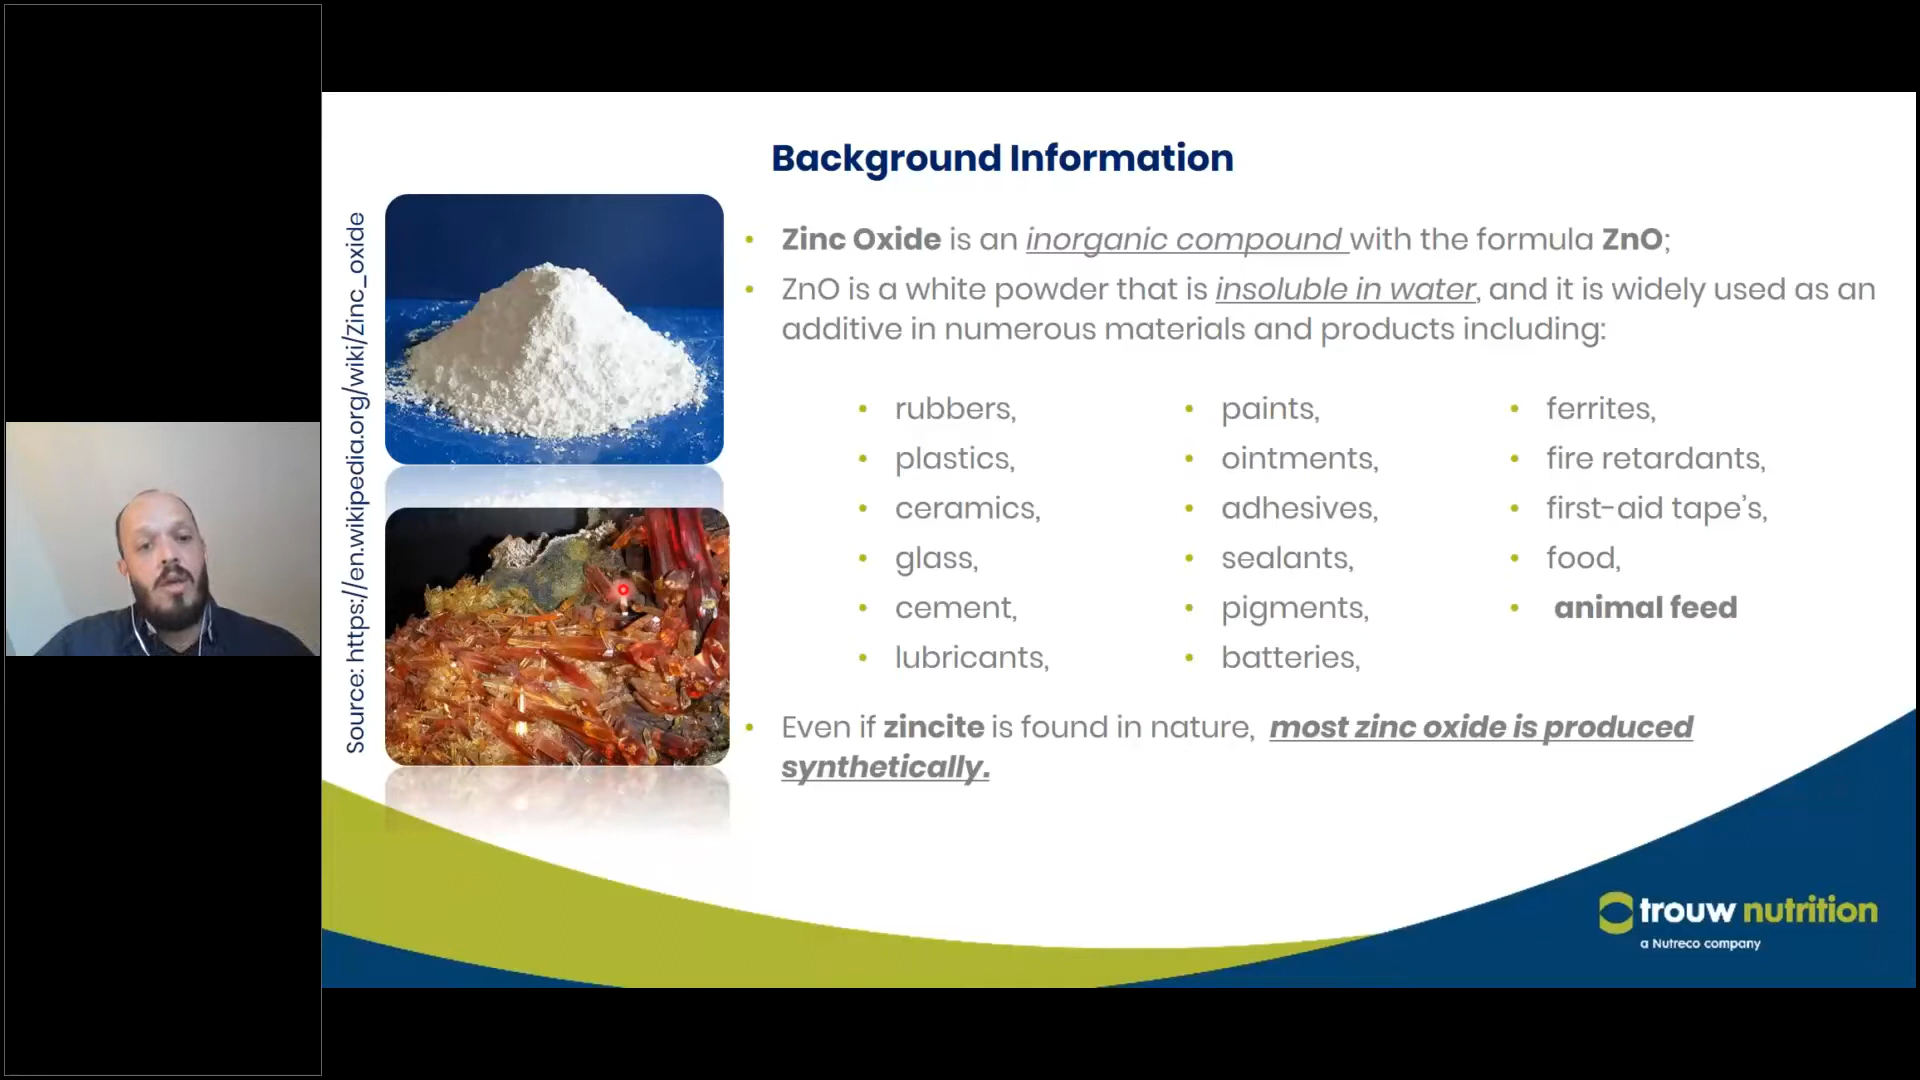 Background Information
Source: https://en.wikipedia.org/wiki/Zinc_oxide
• Zinc Oxide is an inorganic compound with the formula ZnO;
• ZnO is a white powder that is insoluble in water, and it is widely used as an
additive in numerous materials and products including:
• rubbers,
• plastics,
• ceramics,
• glass,
• cement,
• lubricants,
• paints,
• ointments,
• adhesives,
• sealants,
• pigments,
• batteries,
• ferrites,
• fire retardants,
• first-aid tape’s,
• food,
• animal feed
• Even if zincite is found in nature, most zinc oxide is produced
synthetically.
trouw nutrition
a Nutreco company